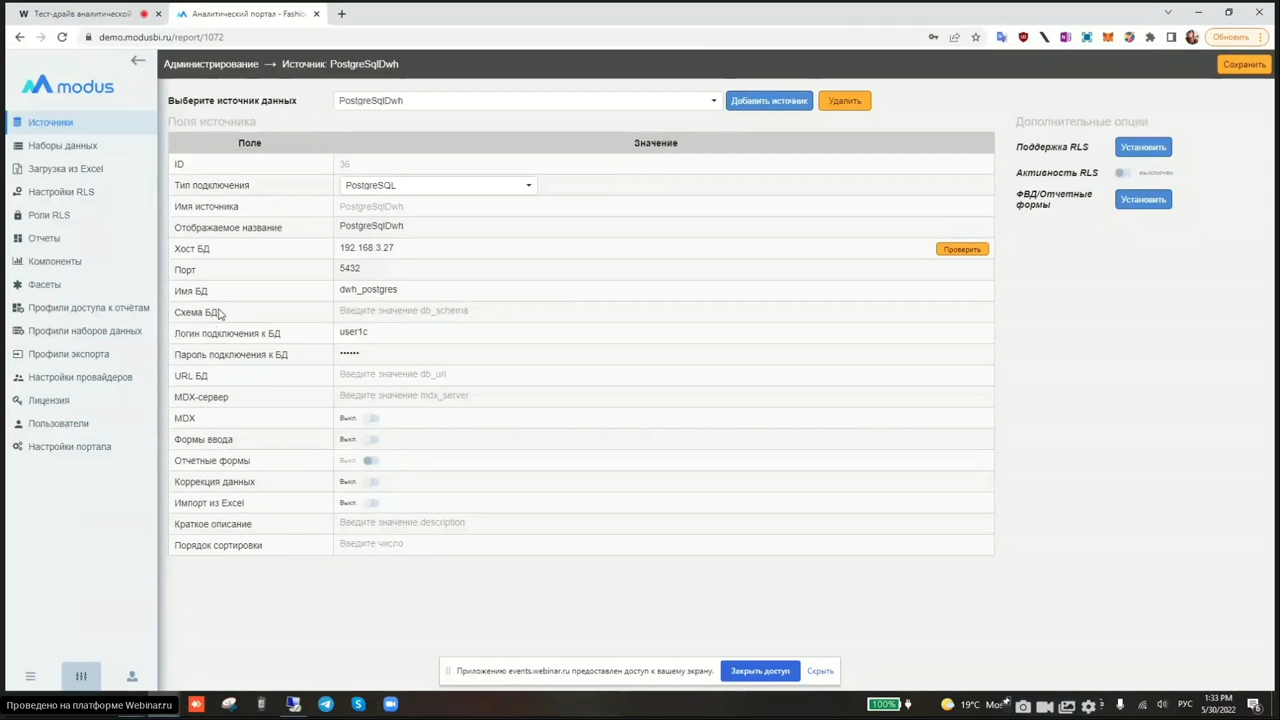 Тест-драйв аналитической
Аналитический портал - Fashio
demo.modusbi.ru/report/1072
Обновить
modus
Администрирование → Источник: PostgreSqlDwh
Сохранить
Источники
Наборы данных
Загрузка из Excel
Настройки RLS
Роли RLS
Отчеты
Компоненты
Фасеты
Профили доступа к отчётам
Профили наборов данных
Профили экспорта
Настройки провайдеров
Лицензия
Пользователи
Настройки портала
Выберите источник данных PostgreSqlDwh Добавить источник Удалить
Поля источника
Поле Значение
ID 36
Тип подключения PostgreSQL
Имя источника PostgreSqlDwh
Отображаемое название PostgreSqlDwh
Хост БД 192.168.3.27 Проверить
Порт 5432
Имя БД dwh_postgres
Схема БД Введите значение db_schema
Логин подключения к БД user1c
Пароль подключения к БД ••••••
URL БД Введите значение db_url
MDX-сервер Введите значение mdx_server
MDX Выкл.
Формы ввода Выкл.
Отчетные формы Выкл.
Коррекция данных Выкл.
Импорт из Excel Выкл.
Краткое описание Введите значение description
Порядок сортировки Введите число
Дополнительные опции
Поддержка RLS Установить
Активность RLS выключен
ФВД/Отчетные
формы
Установить
Приложению events.webinar.ru предоставлен доступ к вашему экрану. Закрыть доступ Скрыть
Проведено на платформе Webinar.ru
100%
19°C
РУС
1:33 PM
5/30/2022